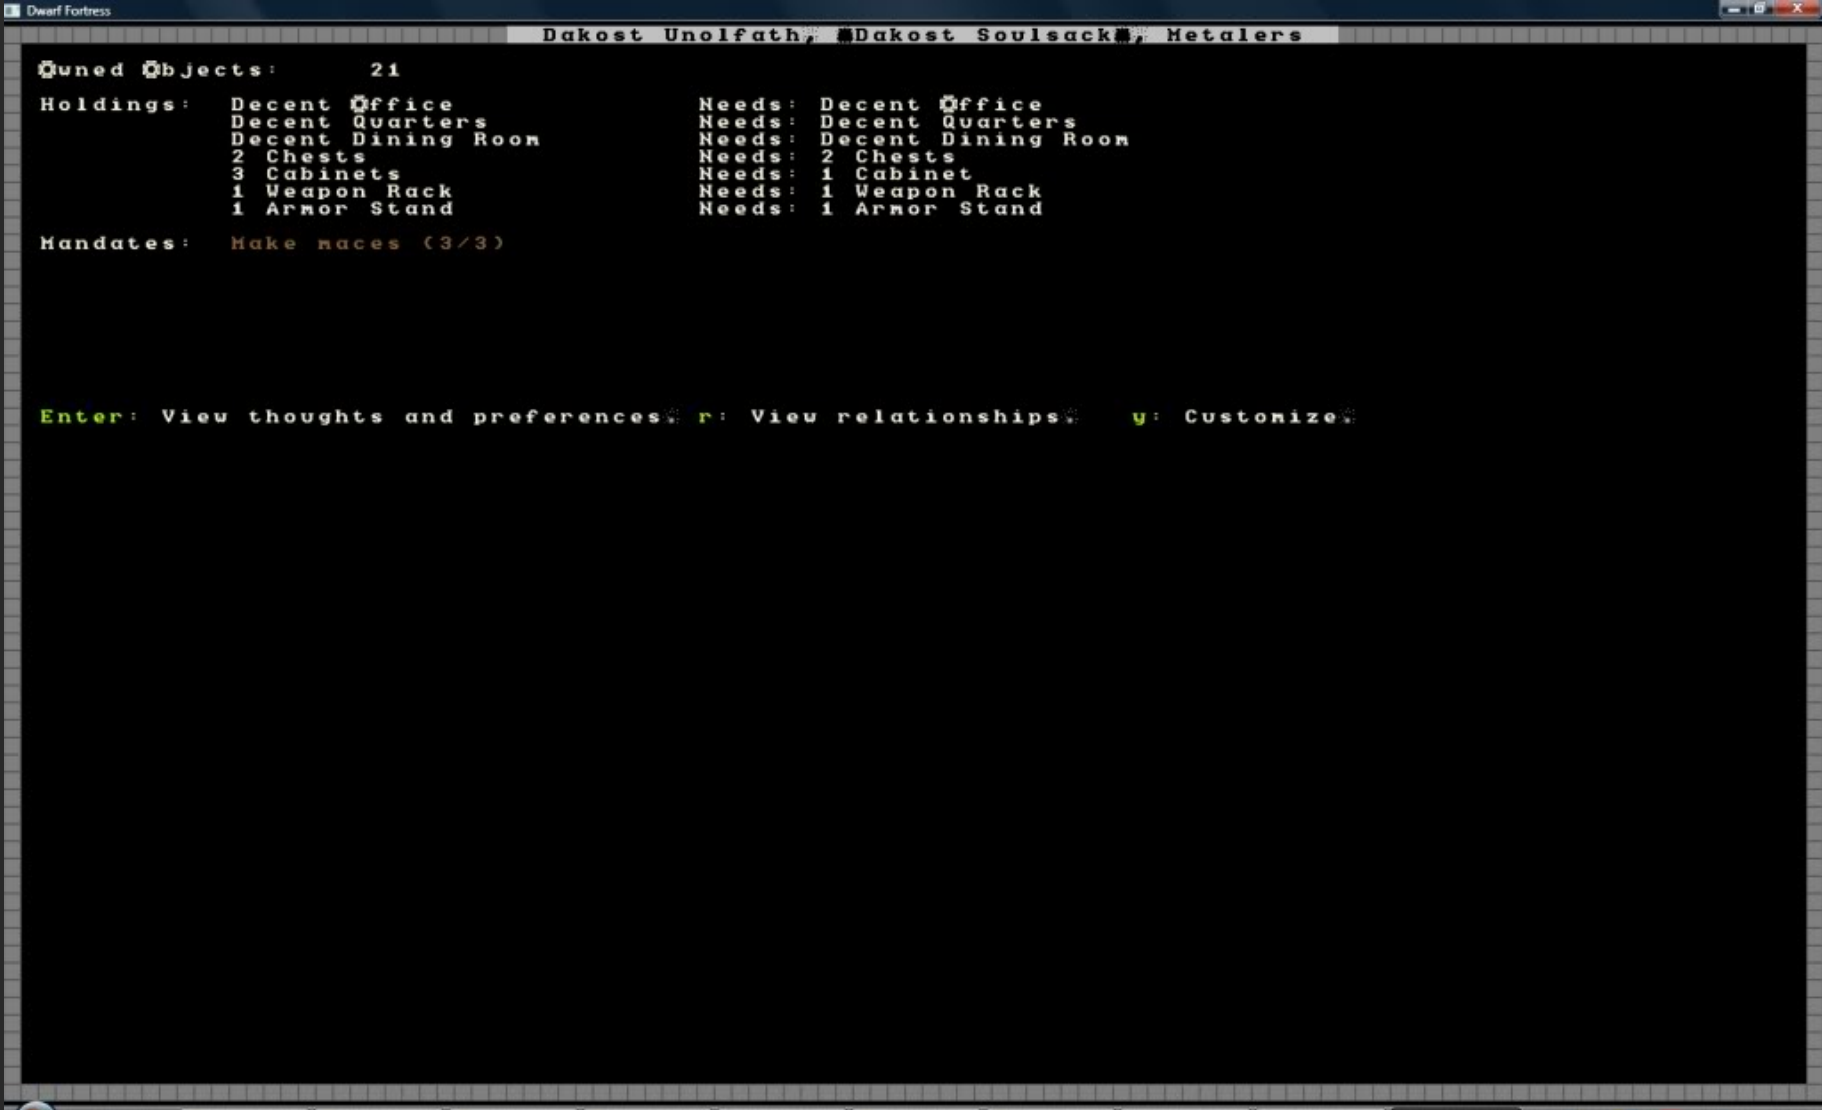 Dwarf Fortress
Dakost Unolfath, "Dakost Soulsack", Metalers
Owned Objects: 21
Holdings: Decent Office Needs: Decent Office
Decent Quarters Needs: Decent Quarters
Decent Dining Room Needs: Decent Dining Room
2 Chests Needs: 2 Chests
3 Cabinets Needs: 1 Cabinet
1 Weapon Rack Needs: 1 Weapon Rack
1 Armor Stand Needs: 1 Armor Stand
Mandates: Make maces (3/3)
Enter: View thoughts and preferences. r: View relationships. y: Customize.